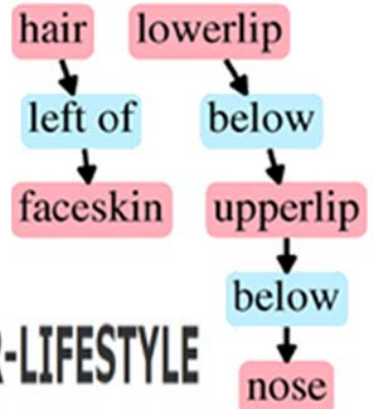 hair
lowerlip
left of
below
faceskin
upperlip
below
-LIFESTYLE
nose